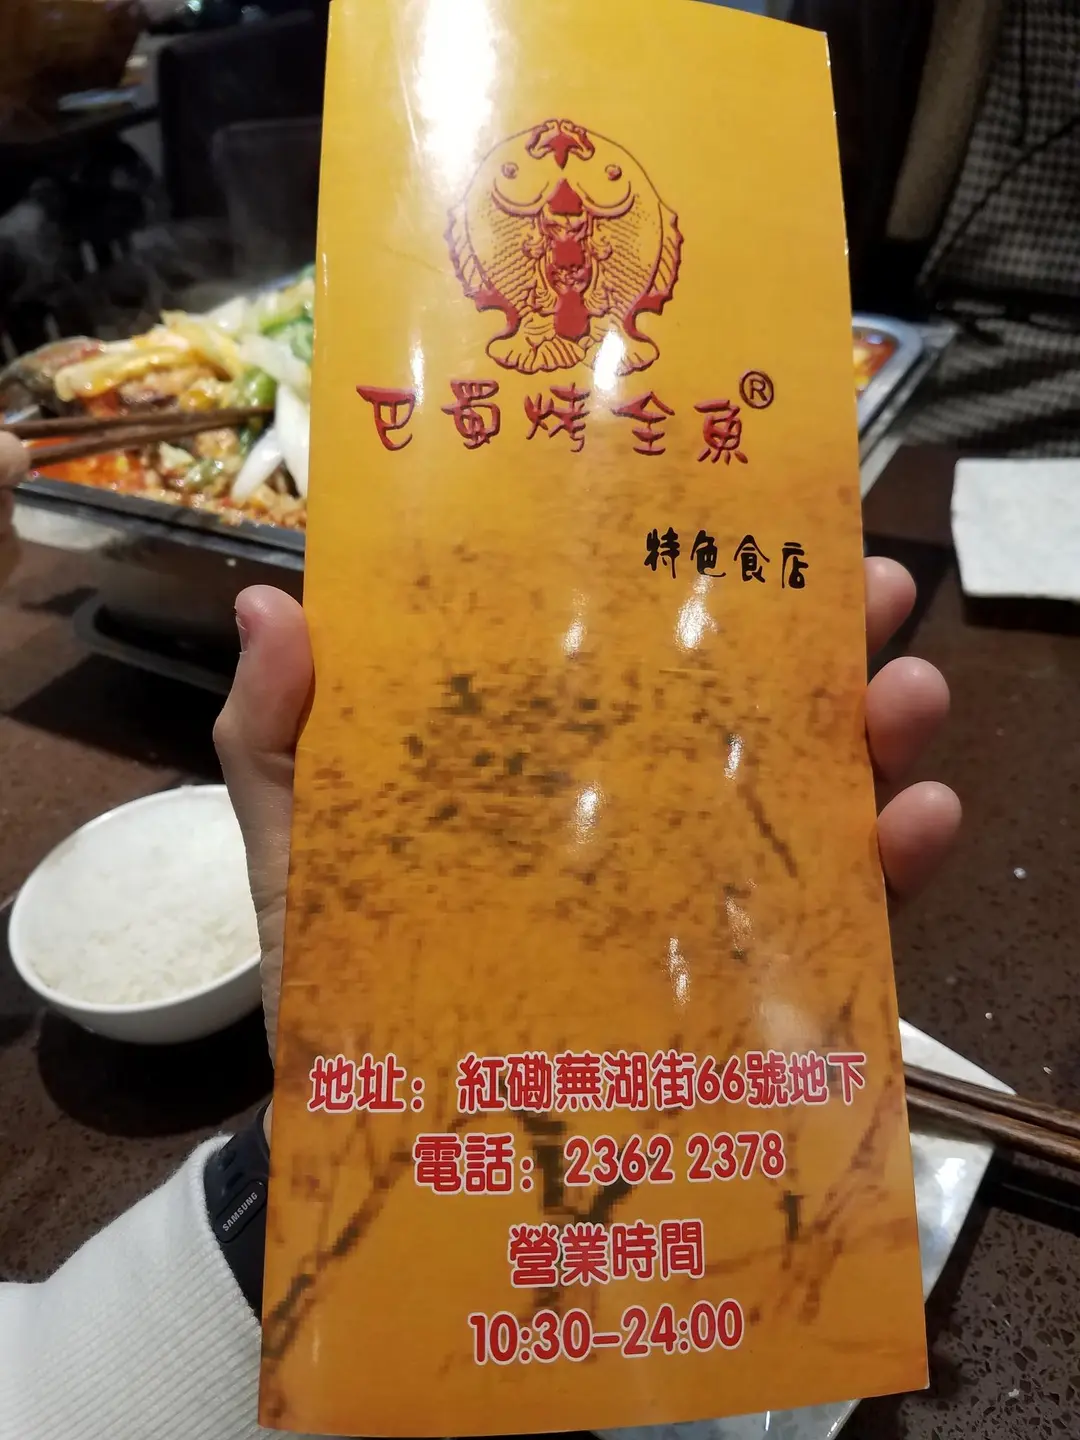 巴蜀烤全魚®
特色食店
地址：紅磡蕪湖街66號地下
電話：2362 2378
營業時間
10:30-24:00
SAMSUNG